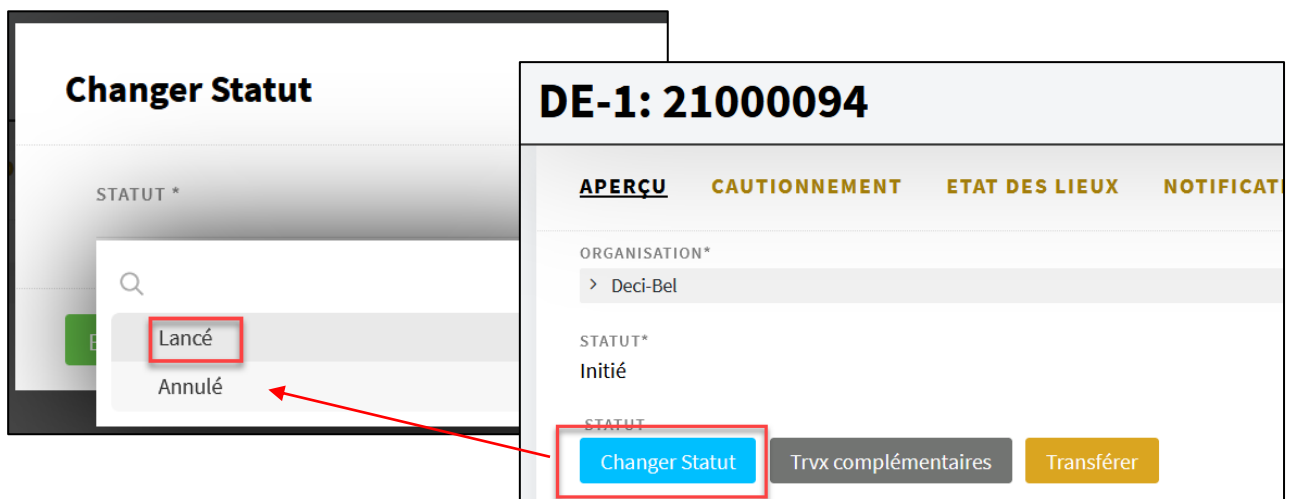 Changer Statut
STATUT *
Lancé
Annulé
DE-1: 21000094
APERÇU CAUTIONNEMENT ETAT DES LIEUX NOTIFICATI
ORGANISATION*
> Deci-Bel
STATUT*
Initié
STATUT
Changer Statut Trvx complémentaires Transférer